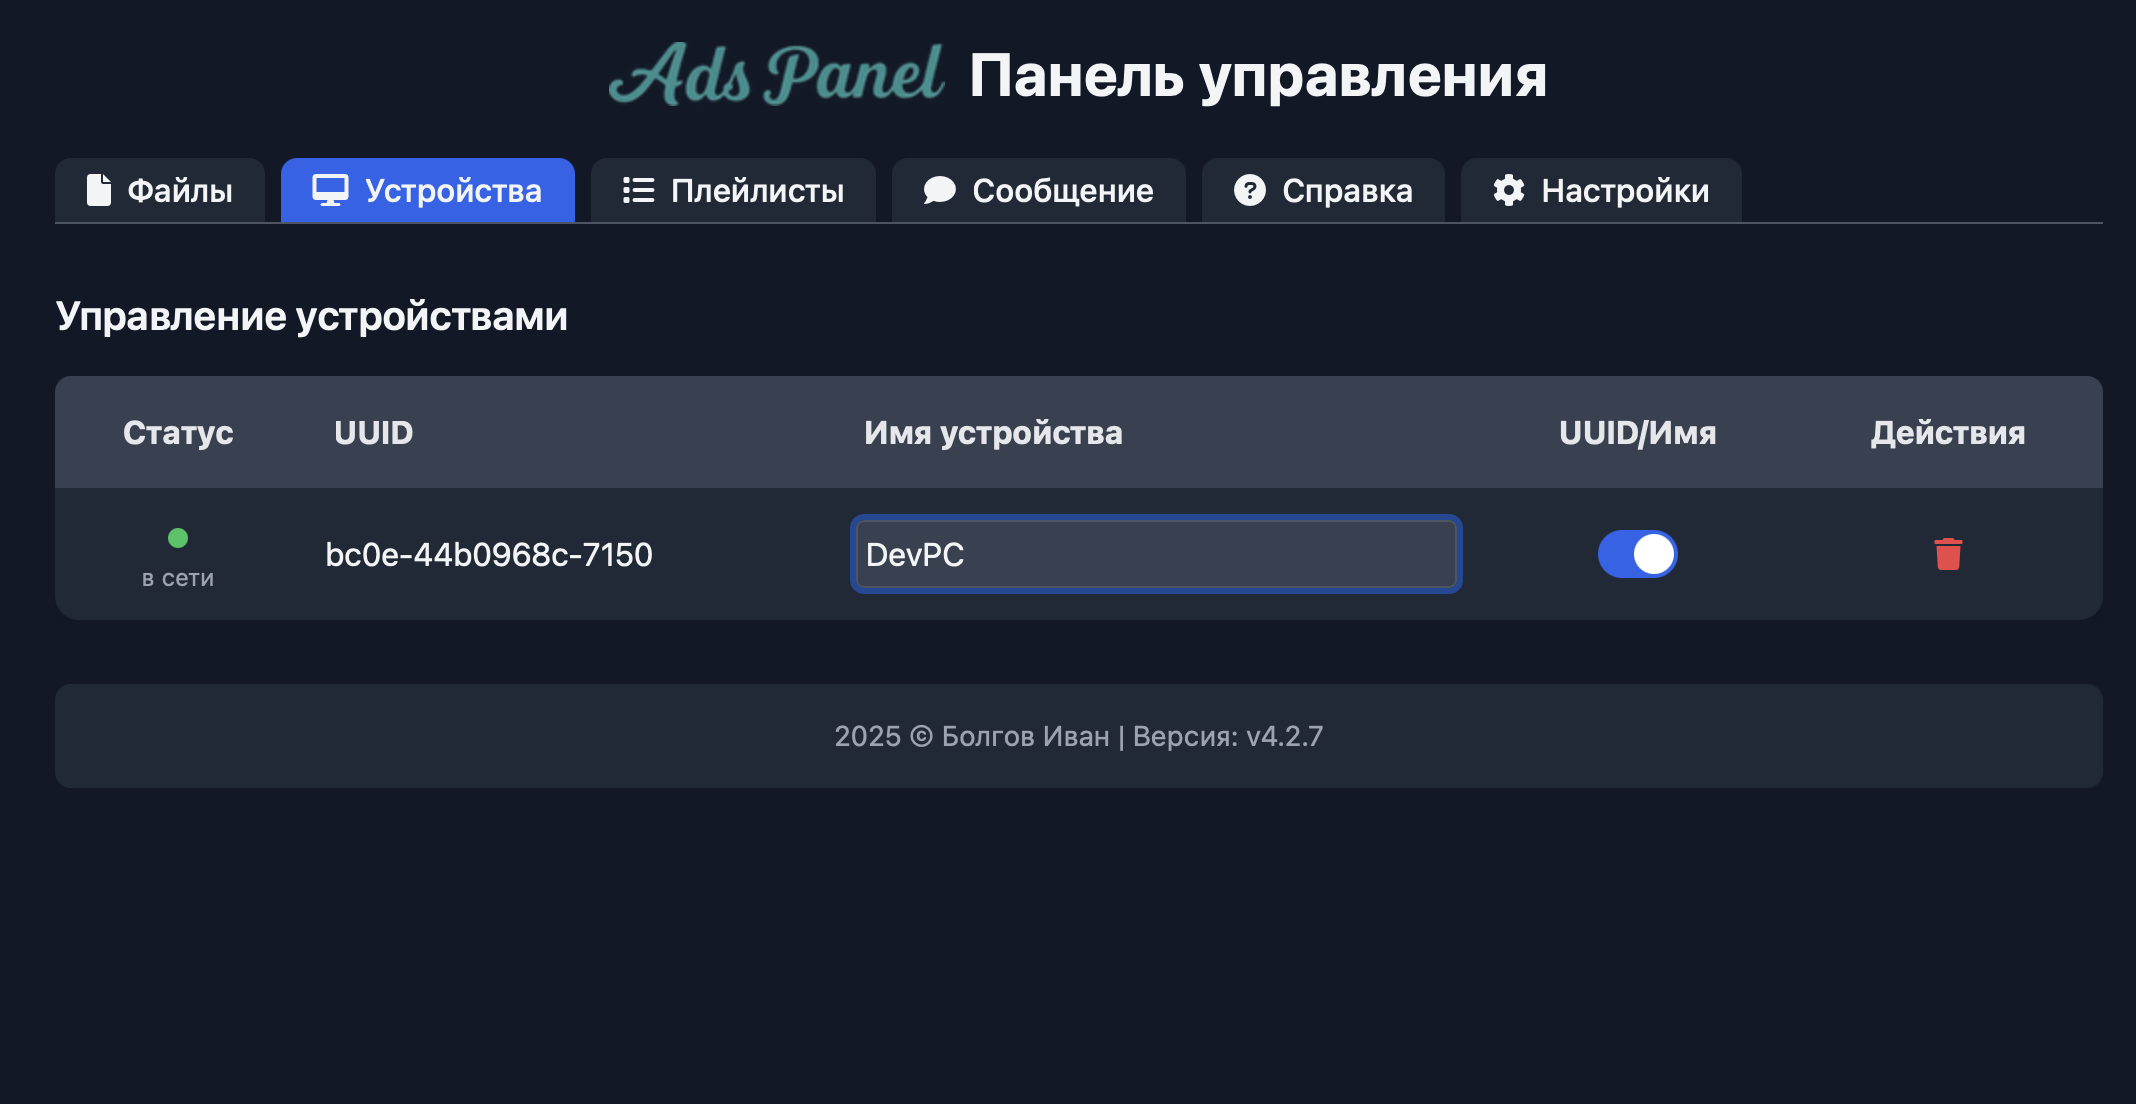 Ads Panel Панель управления
Файлы Устройства Плейлисты Сообщение Справка Настройки
Управление устройствами
Статус UUID Имя устройства UUID/Имя Действия
в сети bc0e-44b0968c-7150 DevPC
2025 © Болгов Иван | Версия: v4.2.7